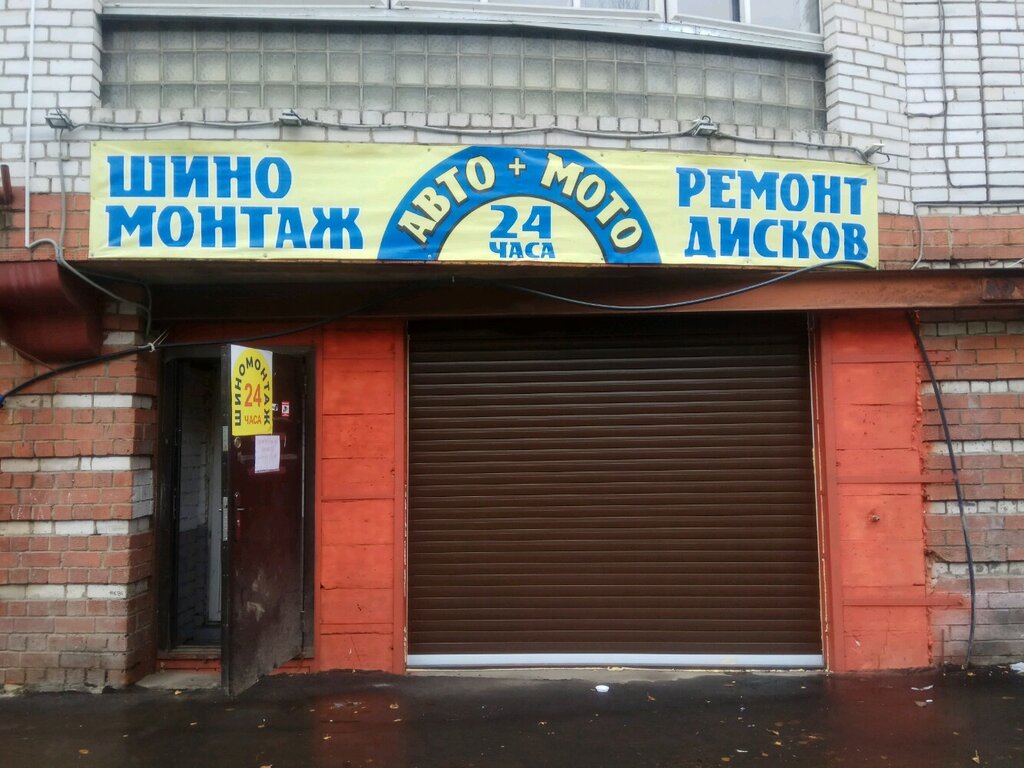 ШИНО
МОНТАЖ
АВТО + МОТО
24
ЧАСА
РЕМОНТ
ДИСКОВ
ШИНОМОНТАЖ
24
ЧАСА